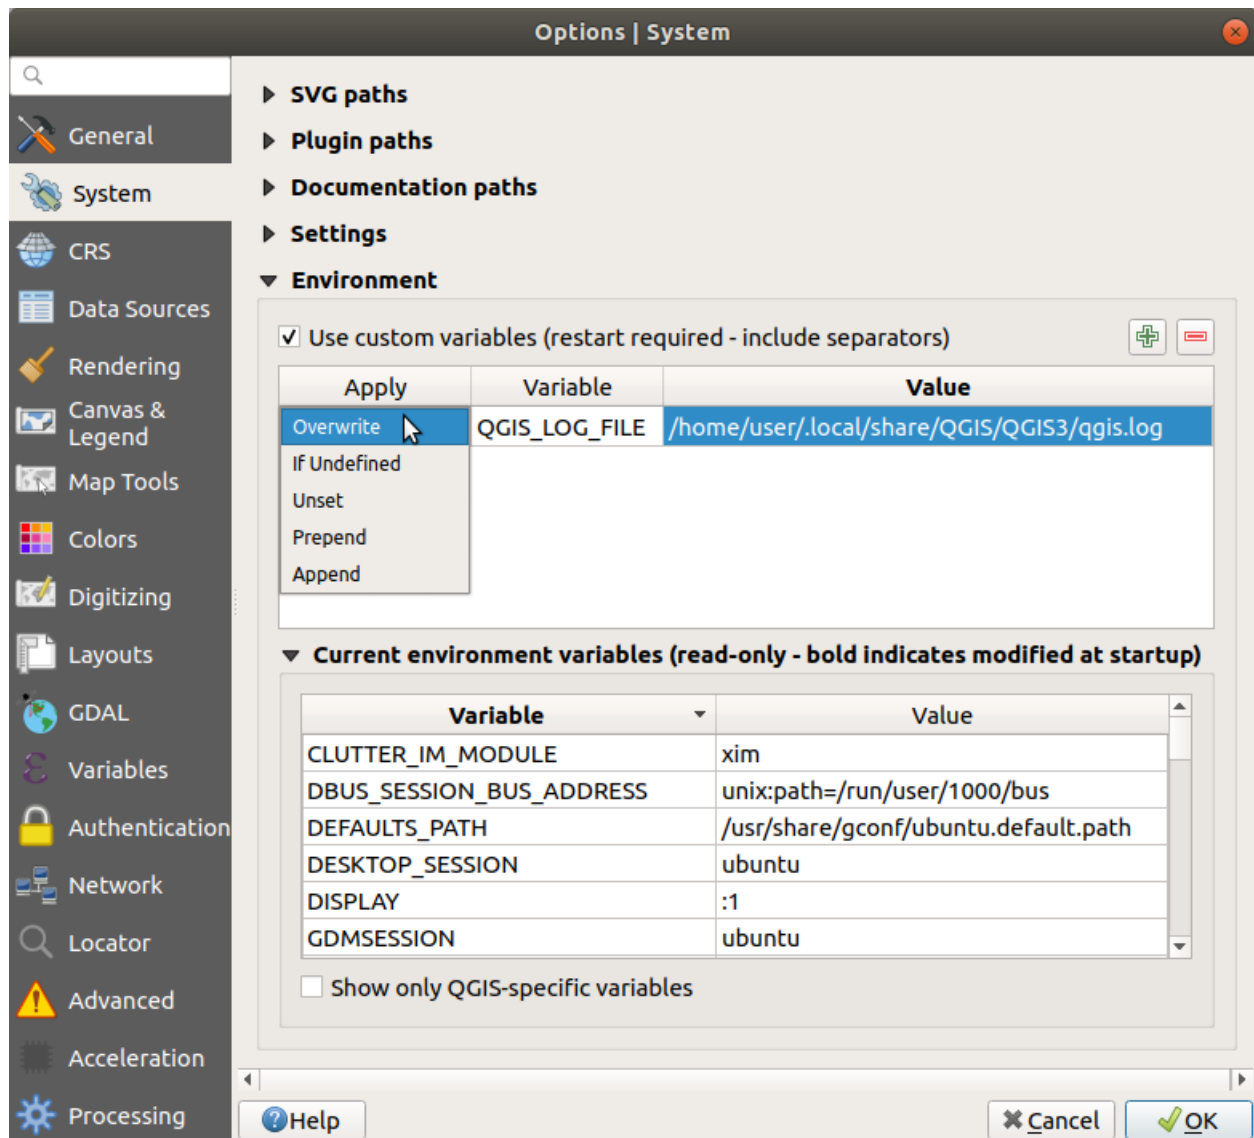 Options | System
General
System
CRS
Data Sources
Rendering
Canvas &
Legend
Map Tools
Colors
Digitizing
Layouts
GDAL
Variables
Authentication
Network
Locator
Advanced
Acceleration
Processing
SVG paths
Plugin paths
Documentation paths
Settings
Environment
Use custom variables (restart required - include separators)
Apply Variable Value
Overwrite QGIS_LOG_FILE /home/user/.local/share/QGIS/QGIS3/qgis.log
If Undefined
Unset
Prepend
Append
Current environment variables (read-only - bold indicates modified at startup)
Variable Value
CLUTTER_IM_MODULE xim
DBUS_SESSION_BUS_ADDRESS unix:path=/run/user/1000/bus
DEFAULTS_PATH /usr/share/gconf/ubuntu.default.path
DESKTOP_SESSION ubuntu
DISPLAY :1
GDMSESSION ubuntu
Show only QGIS-specific variables
Help Cancel OK